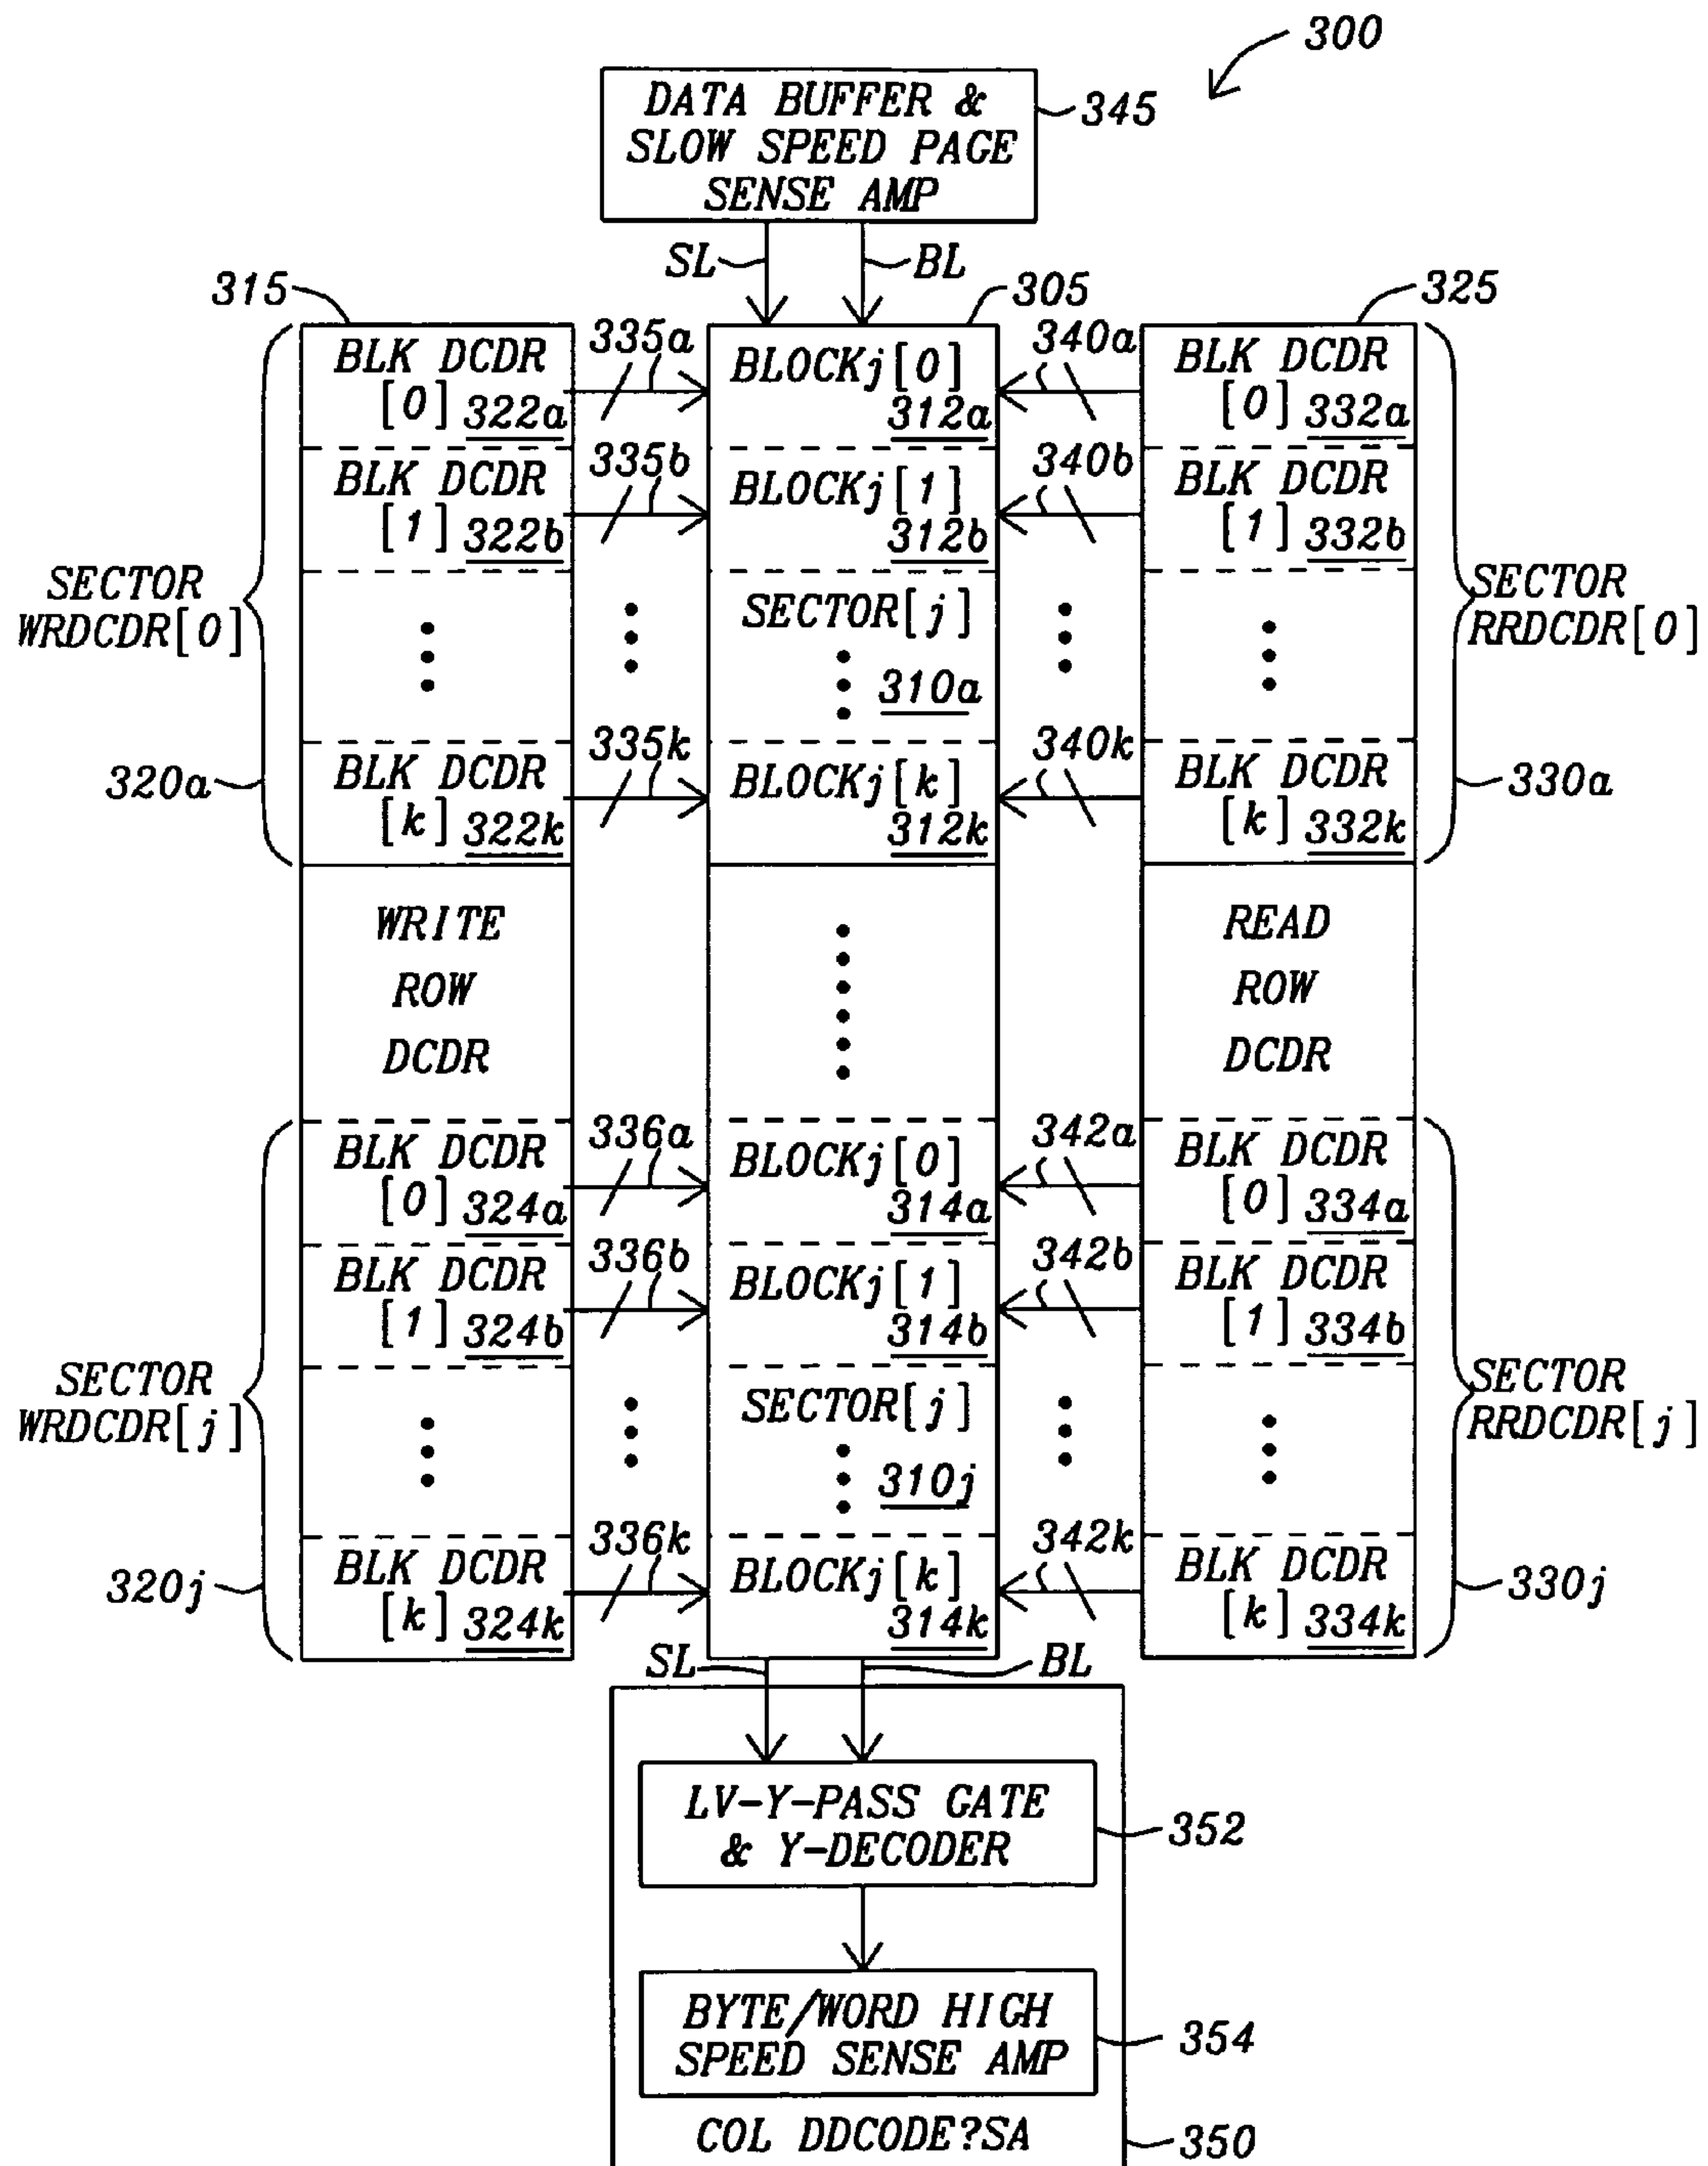 300
DATA BUFFER &
SLOW SPEED PAGE
SENSE AMP
345
SL
BL
315
305
325
BLK DCDR
[0] 322a
335a
BLOCKj[0]
312a
340a
BLK DCDR
[0] 332a
BLK DCDR
[1] 322b
335b
BLOCKj[1]
312b
340b
BLK DCDR
[1] 332b
SECTOR
WRDCDR[0]
SECTOR[j]
310a
SECTOR
RRDCDR[0]
320a
BLK DCDR
[k] 322k
335k
BLOCKj[k]
312k
340k
BLK DCDR
[k] 332k
330a
WRITE
ROW
DCDR
READ
ROW
DCDR
BLK DCDR
[0] 324a
336a
BLOCKj[0]
314a
342a
BLK DCDR
[0] 334a
BLK DCDR
[1] 324b
336b
BLOCKj[1]
314b
342b
BLK DCDR
[1] 334b
SECTOR
WRDCDR[j]
SECTOR[j]
310j
SECTOR
RRDCDR[j]
320j
BLK DCDR
[k] 324k
336k
BLOCKj[k]
314k
342k
BLK DCDR
[k] 334k
330j
SL
BL
LV-Y-PASS GATE
& Y-DECODER
352
BYTE/WORD HIGH
SPEED SENSE AMP
354
COL DDCODE?SA
350